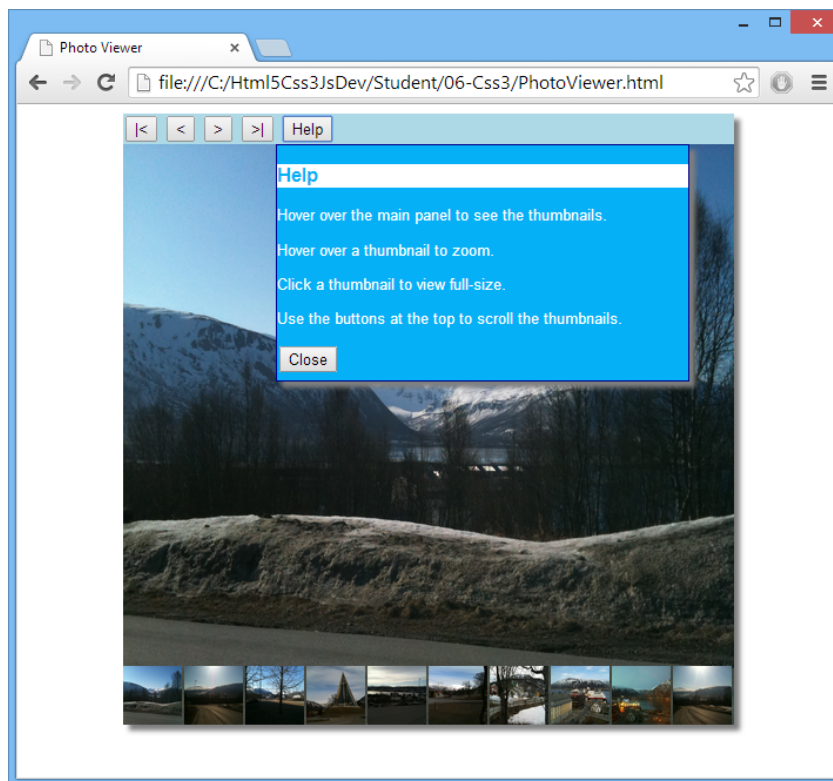 Photo Viewer
file:///C:/Html5Css3JsDev/Student/06-Css3/PhotoViewer.html
|< < > >| Help
Help
Hover over the main panel to see the thumbnails.
Hover over a thumbnail to zoom.
Click a thumbnail to view full-size.
Use the buttons at the top to scroll the thumbnails.
Close